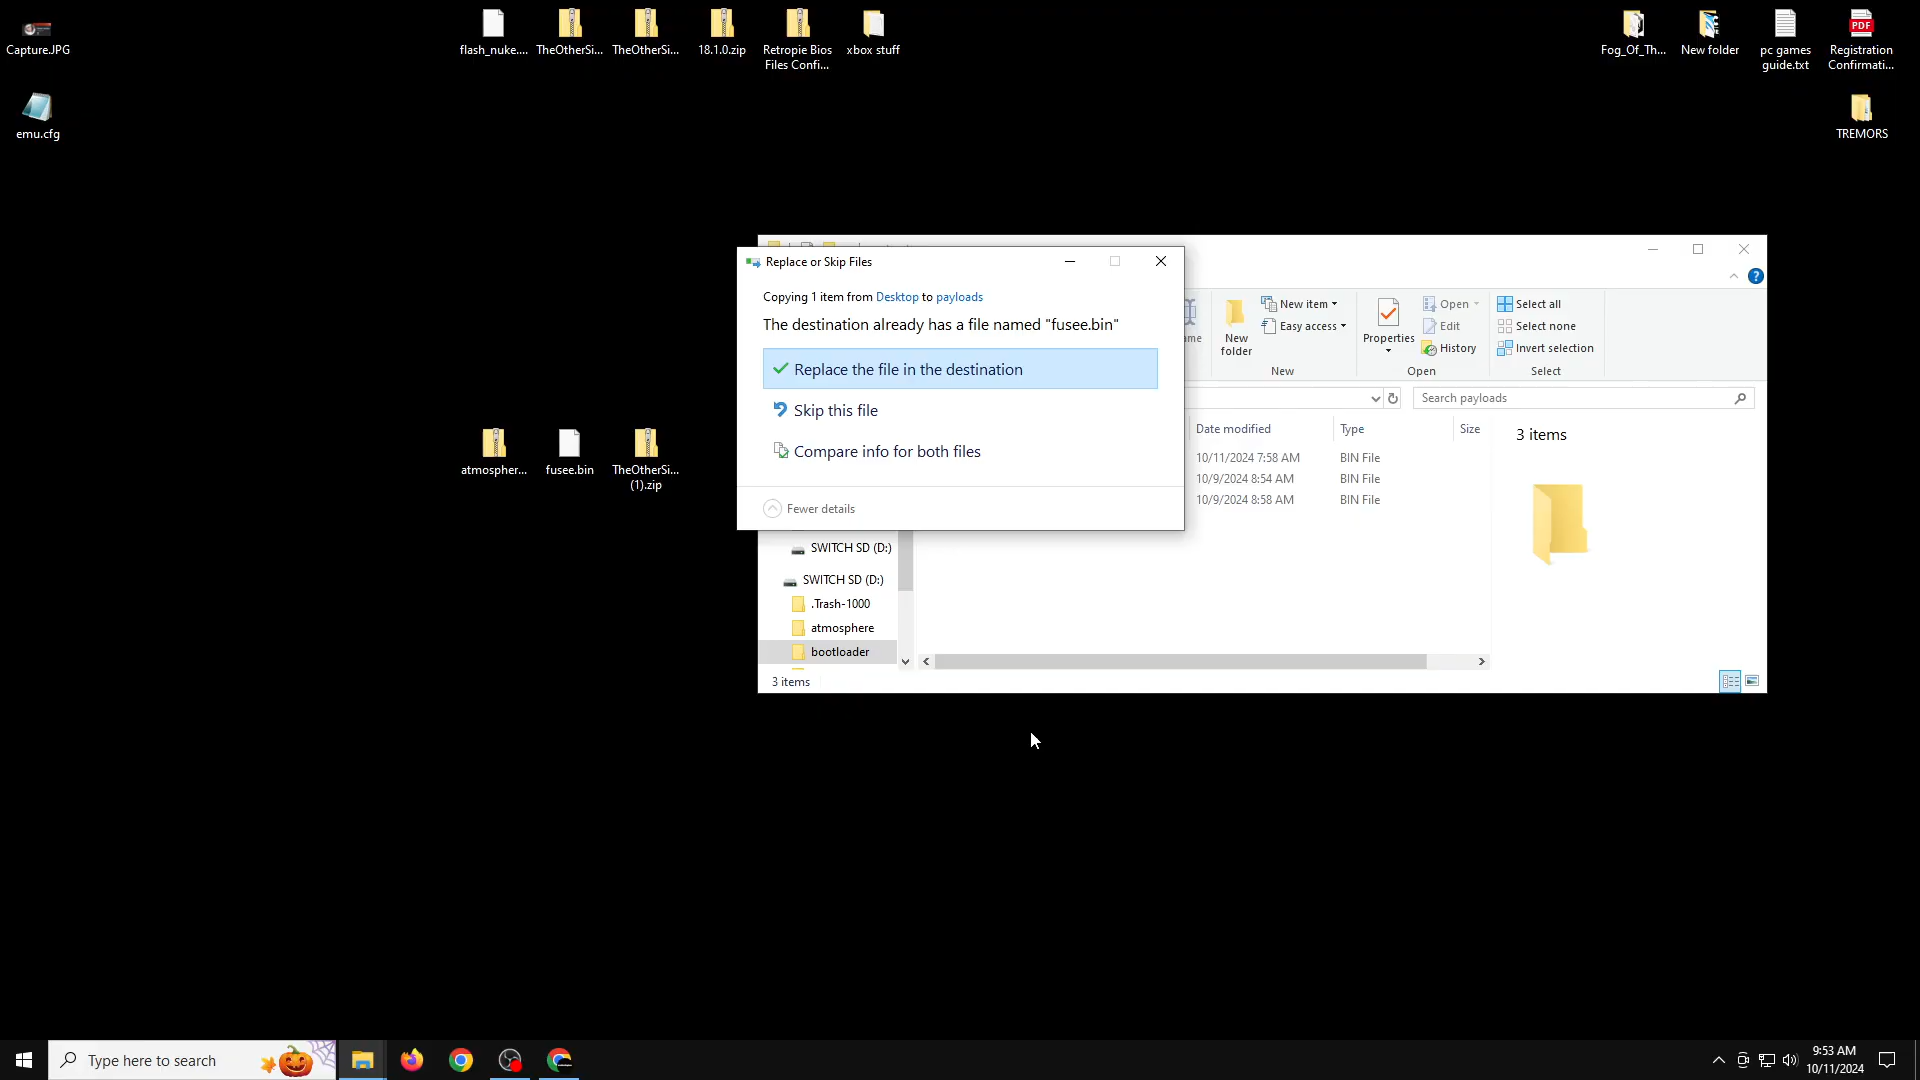 Capture.JPG
flash_nuke....
TheOtherSi...
TheOtherSi...
18.1.0.zip
Retropie Bios
Files Confi...
xbox stuff
Fog_Of_Th...
New folder
pc games
guide.txt
Registration
Confirmati...
PDF
emu.cfg
TREMORS
Replace or Skip Files
Copying 1 item from Desktop to payloads
The destination already has a file named "fusee.bin"
Replace the file in the destination
Skip this file
Compare info for both files
Fewer details
New
folder
New item
Easy access
New
Properties
Open
Edit
History
Open
Select all
Select none
Invert selection
Select
Search payloads
Date modified
Type
Size
10/11/2024 7:58 AM
BIN File
10/9/2024 8:54 AM
BIN File
10/9/2024 8:58 AM
BIN File
3 items
atmospher...
fusee.bin
TheOtherSi...
(1).zip
SWITCH SD (D:)
SWITCH SD (D:)
.Trash-1000
atmosphere
bootloader
3 items
Type here to search
9:53 AM
10/11/2024